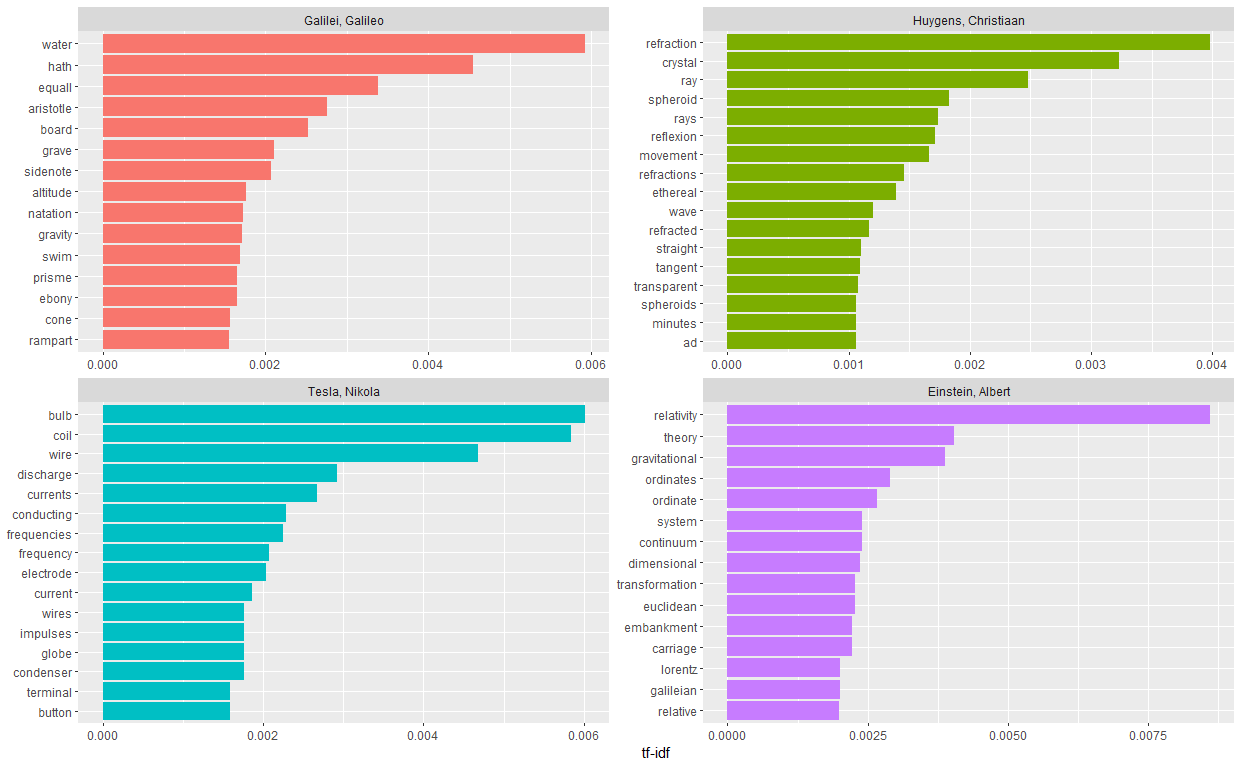 Galilei, Galileo
water
hath
equall
aristotle
board
grave
sidenote
altitude
natation
gravity
swim
prisme
ebony
cone
rampart
0.000 0.002 0.004 0.006
Huygens, Christiaan
refraction
crystal
ray
spheroid
rays
reflexion
movement
refractions
ethereal
wave
refracted
straight
tangent
transparent
spheroids
minutes
ad
0.000 0.001 0.002 0.003 0.004
Tesla, Nikola
bulb
coil
wire
discharge
currents
conducting
frequencies
frequency
electrode
current
wires
impulses
globe
condenser
terminal
button
0.000 0.002 0.004 0.006
Einstein, Albert
relativity
theory
gravitational
ordinates
ordinate
system
continuum
dimensional
transformation
euclidean
embankment
carriage
lorentz
galileian
relative
0.0000 0.0025 0.0050 0.0075
tf-idf